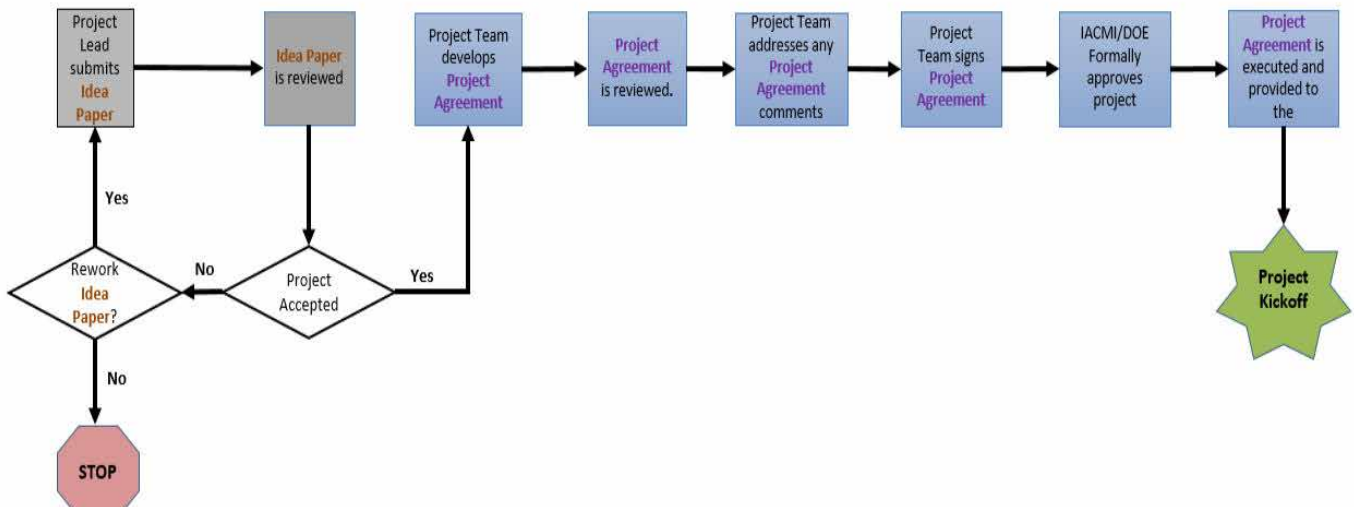 Project
Lead
submits
Idea
Paper
Idea Paper
is reviewed
Project Team
develops
Project
Agreement
Project
Agreement
is reviewed.
Project Team
addresses any
Project
Agreement
comments
Project
Team signs
Project
Agreement
IACMI/DOE
Formally
approves
project
Project
Agreement is
executed and
provided to
the
Yes
Rework
Idea
Paper?
No
Project
Accepted
Yes
Project
Kickoff
No
STOP